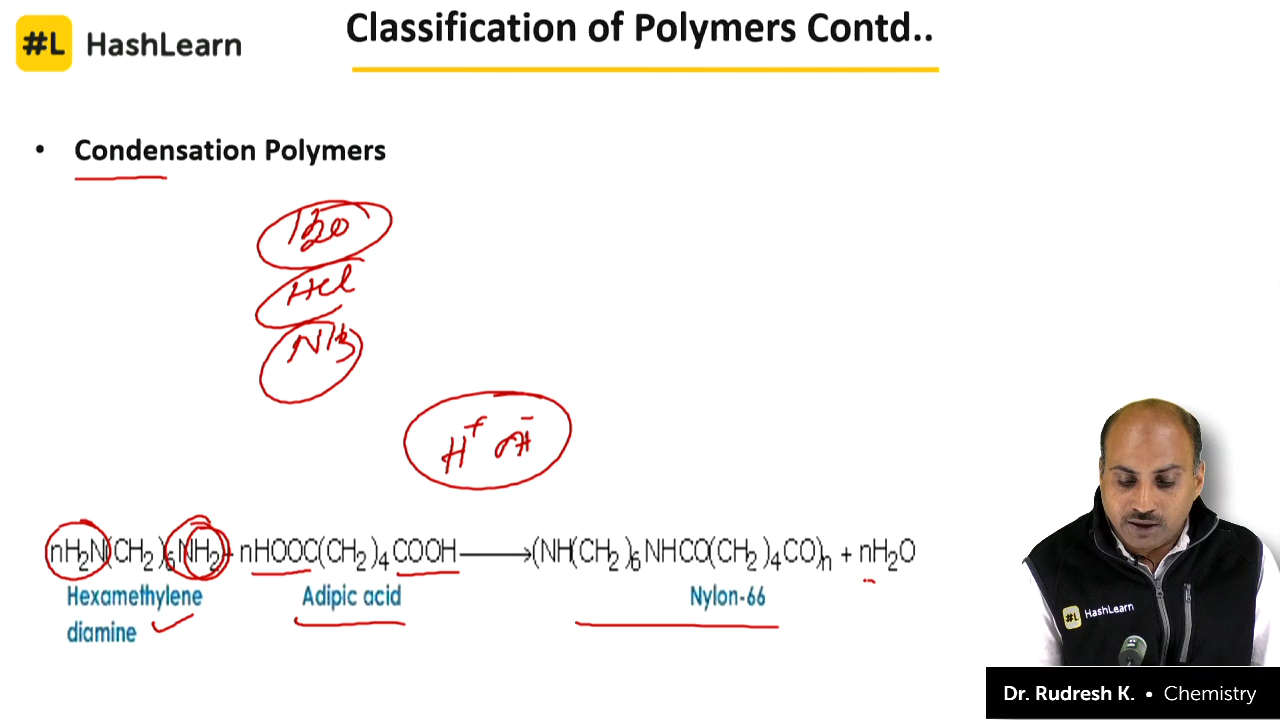 #L HashLearn
Classification of Polymers Contd..
• Condensation Polymers
H2O
HCl
NH3
H+ OH-
nH₂N(CH₂)₆NH₂ + nHOOC(CH₂)₄COOH ⟶ (NH(CH₂)₆NHCO(CH₂)₄CO)ₙ + nH₂O
Hexamethylene Adipic acid Nylon-66
diamine
#L HashLearn
Dr. Rudresh K. • Chemistry